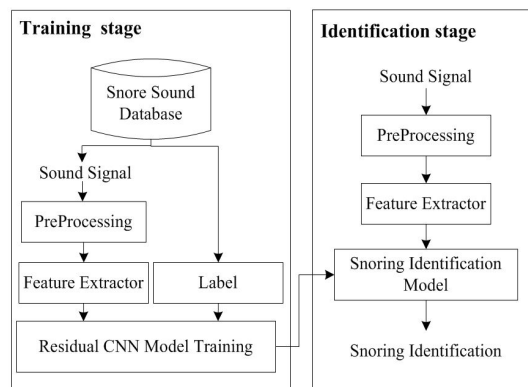 Training stage
Snore Sound
Database
Sound Signal
PreProcessing
Feature Extractor
Label
Residual CNN Model Training
Identification stage
Sound Signal
PreProcessing
Feature Extractor
Snoring Identification
Model
Snoring Identification